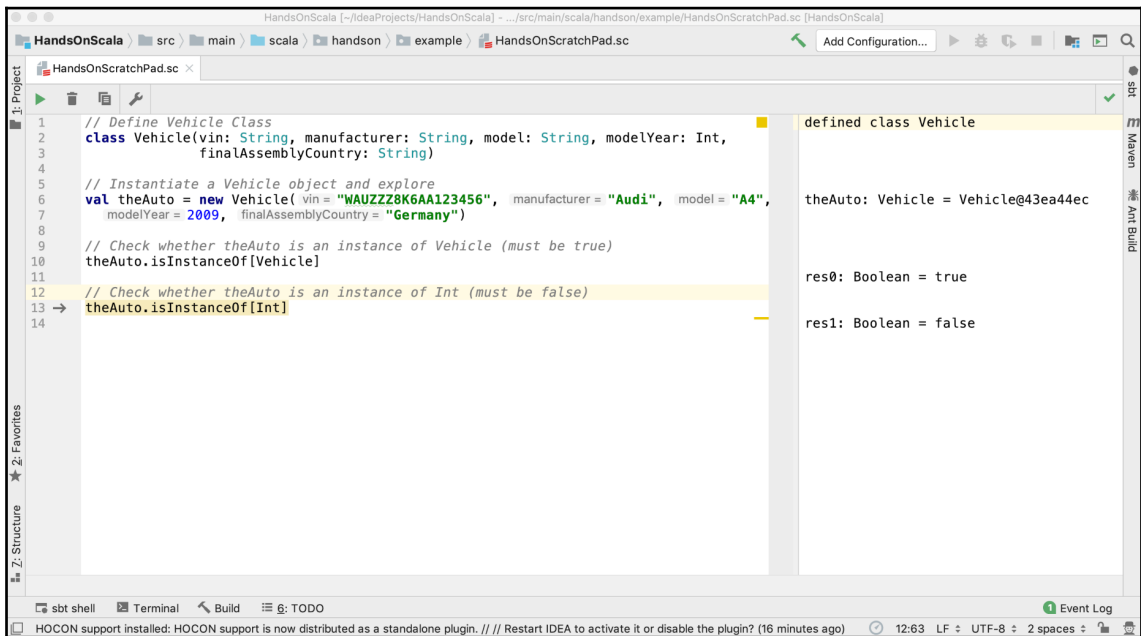 HandsOnScala [~/IdeaProjects/HandsOnScala] - .../src/main/scala/handson/example/HandsOnScratchPad.sc [HandsOnScala]
HandsOnScala src main scala handson example HandsOnScratchPad.sc Add Configuration...
HandsOnScratchPad.sc
1: Project
sbt
Maven
Ant Build
1 // Define Vehicle Class
2 class Vehicle(vin: String, manufacturer: String, model: String, modelYear: Int,
3 finalAssemblyCountry: String)
4
5 // Instantiate a Vehicle object and explore
6 val theAuto = new Vehicle( vin = "WAUZZZ8K6AA123456", manufacturer = "Audi", model = "A4",
7 modelYear = 2009, finalAssemblyCountry = "Germany")
8
9 // Check whether theAuto is an instance of Vehicle (must be true)
10 theAuto.isInstanceOf[Vehicle]
11
12 // Check whether theAuto is an instance of Int (must be false)
13 theAuto.isInstanceOf[Int]
14
defined class Vehicle
theAuto: Vehicle = Vehicle@43ea44ec
res0: Boolean = true
res1: Boolean = false
2: Favorites
Z: Structure
sbt shell Terminal Build 6: TODO 1 Event Log
HOCON support installed: HOCON support is now distributed as a standalone plugin. // // Restart IDEA to activate it or disable the plugin? (16 minutes ago) 12:63 LF UTF-8 2 spaces